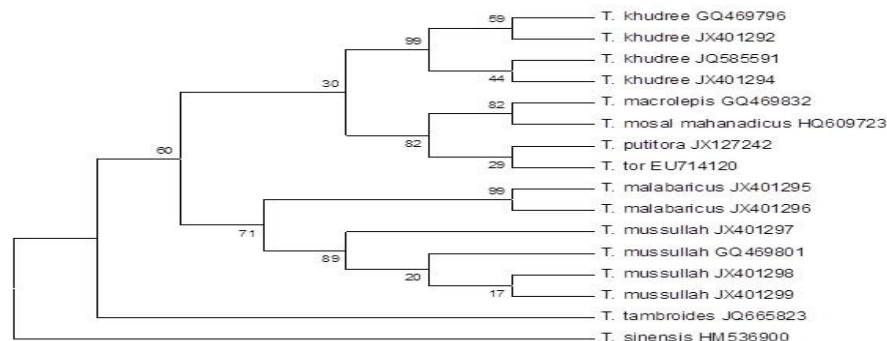 59
T. khudree GQ469796
99
T. khudree JX401292
T. khudree JQ585591
44
T. khudree JX401294
30
82
T. macrolepis GQ469832
T. mosal mahanadicus HQ609723
82
T. putitora JX127242
29
T. tor EU714120
60
99
T. malabaricus JX401295
T. malabaricus JX401296
71
T. mussullah JX401297
89
T. mussullah GQ469801
20
T. mussullah JX401298
17
T. mussullah JX401299
T. tambroides JQ665823
T. sinensis HM536900